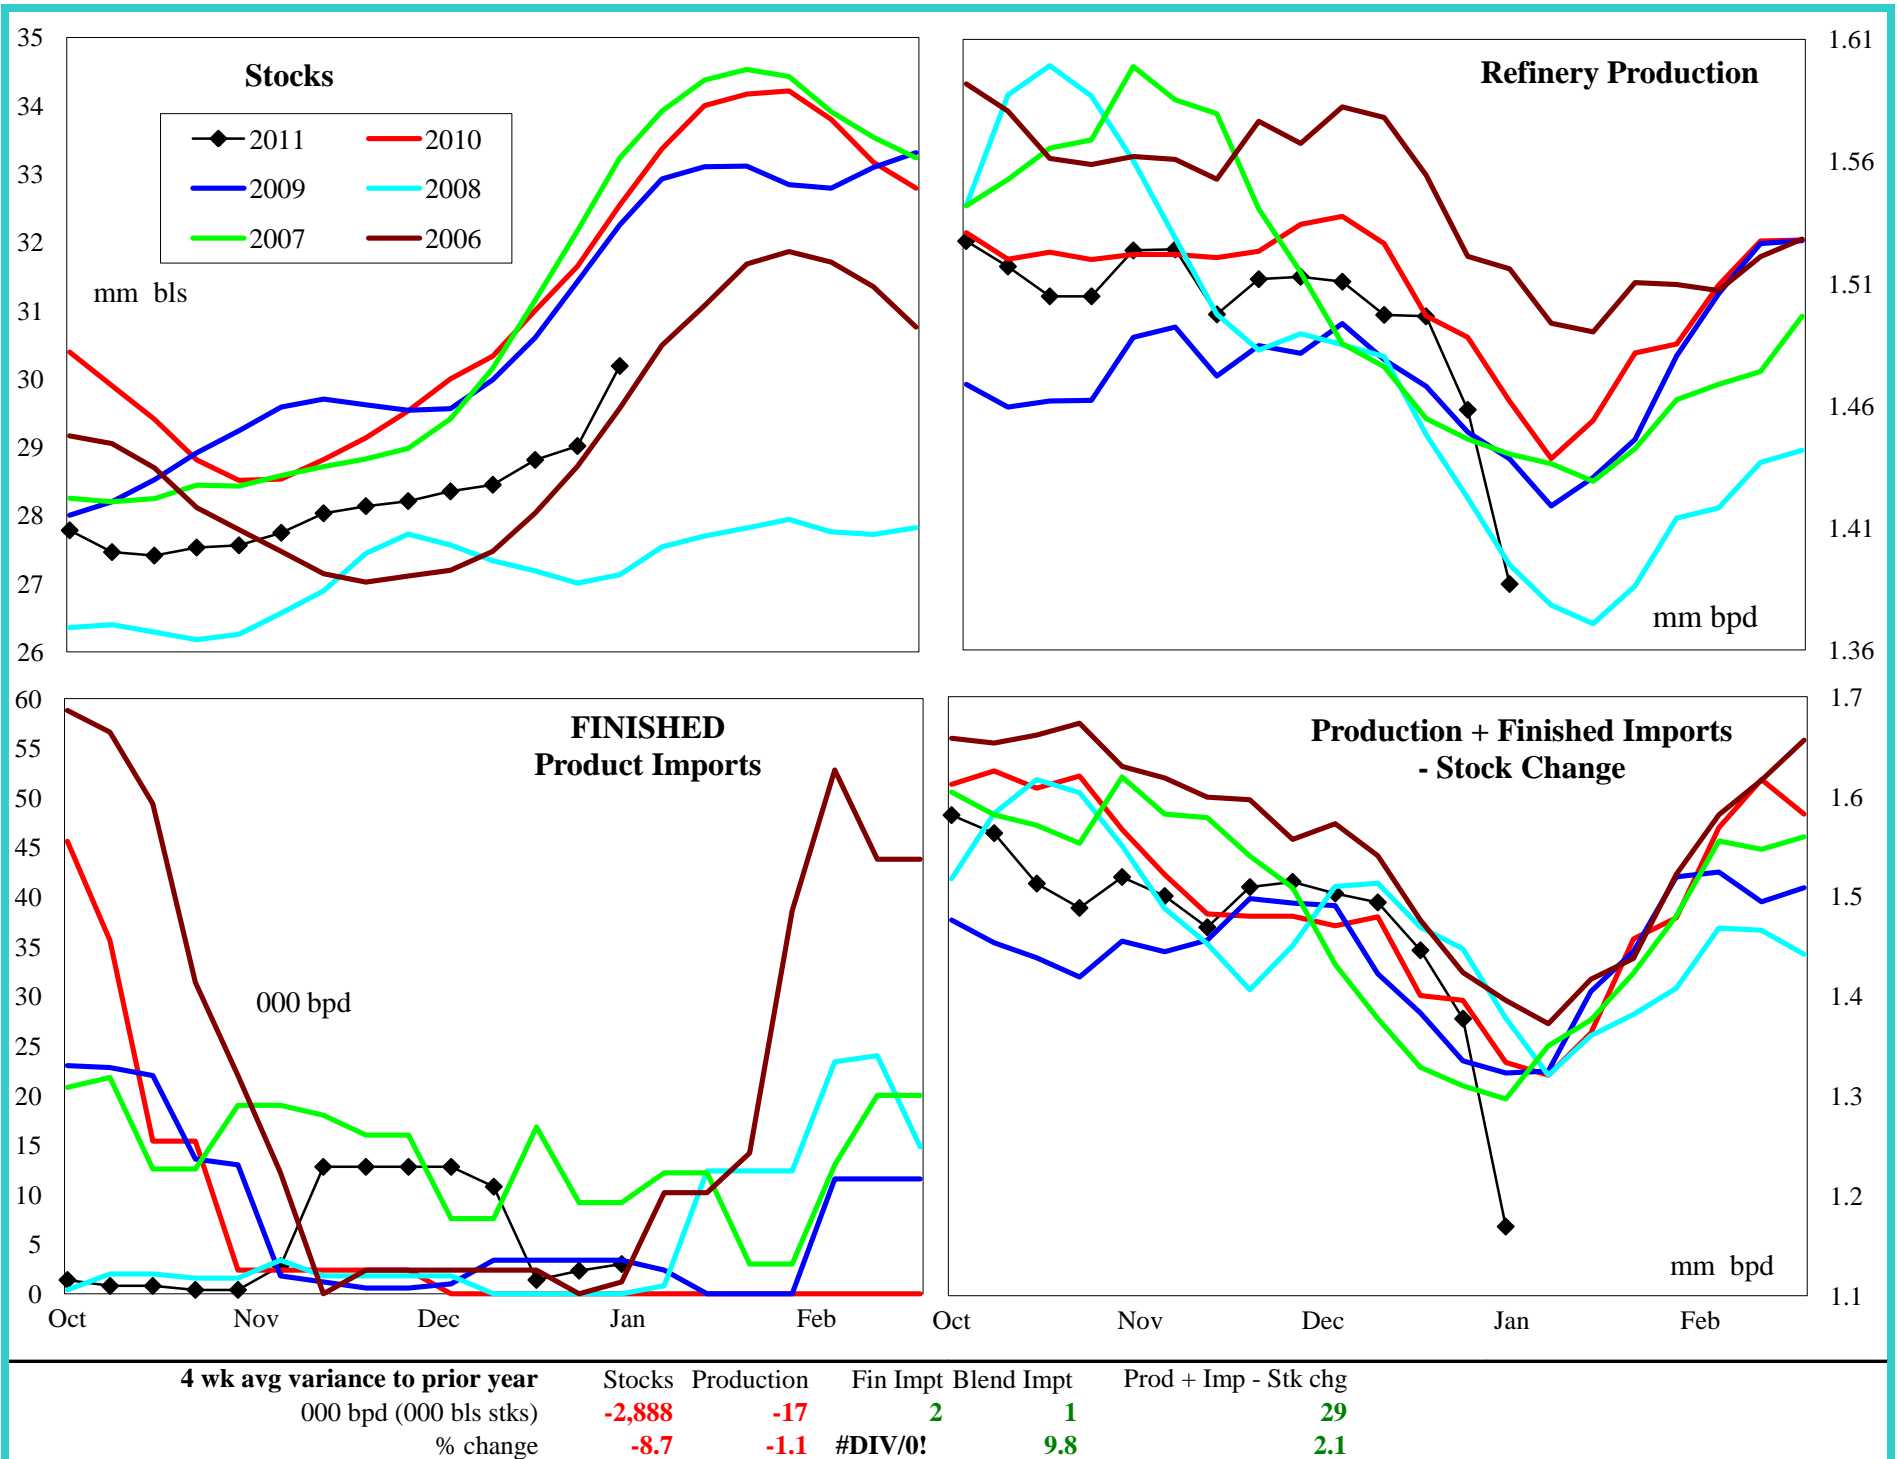 Stocks
2011 2010
2009 2008
2007 2006
mm bls
35
34
33
32
31
30
29
28
27
26
Refinery Production
mm bpd
1.61
1.56
1.51
1.46
1.41
1.36
FINISHED
Product Imports
000 bpd
60
55
50
45
40
35
30
25
20
15
10
5
0
Oct Nov Dec Jan Feb
Production + Finished Imports
- Stock Change
mm bpd
1.7
1.6
1.5
1.4
1.3
1.2
1.1
Oct Nov Dec Jan Feb
4 wk avg variance to prior year Stocks Production Fin Impt Blend Impt Prod + Imp - Stk chg
000 bpd (000 bls stks) -2,888 -17 2 1 29
% change -8.7 -1.1 #DIV/0! 9.8 2.1